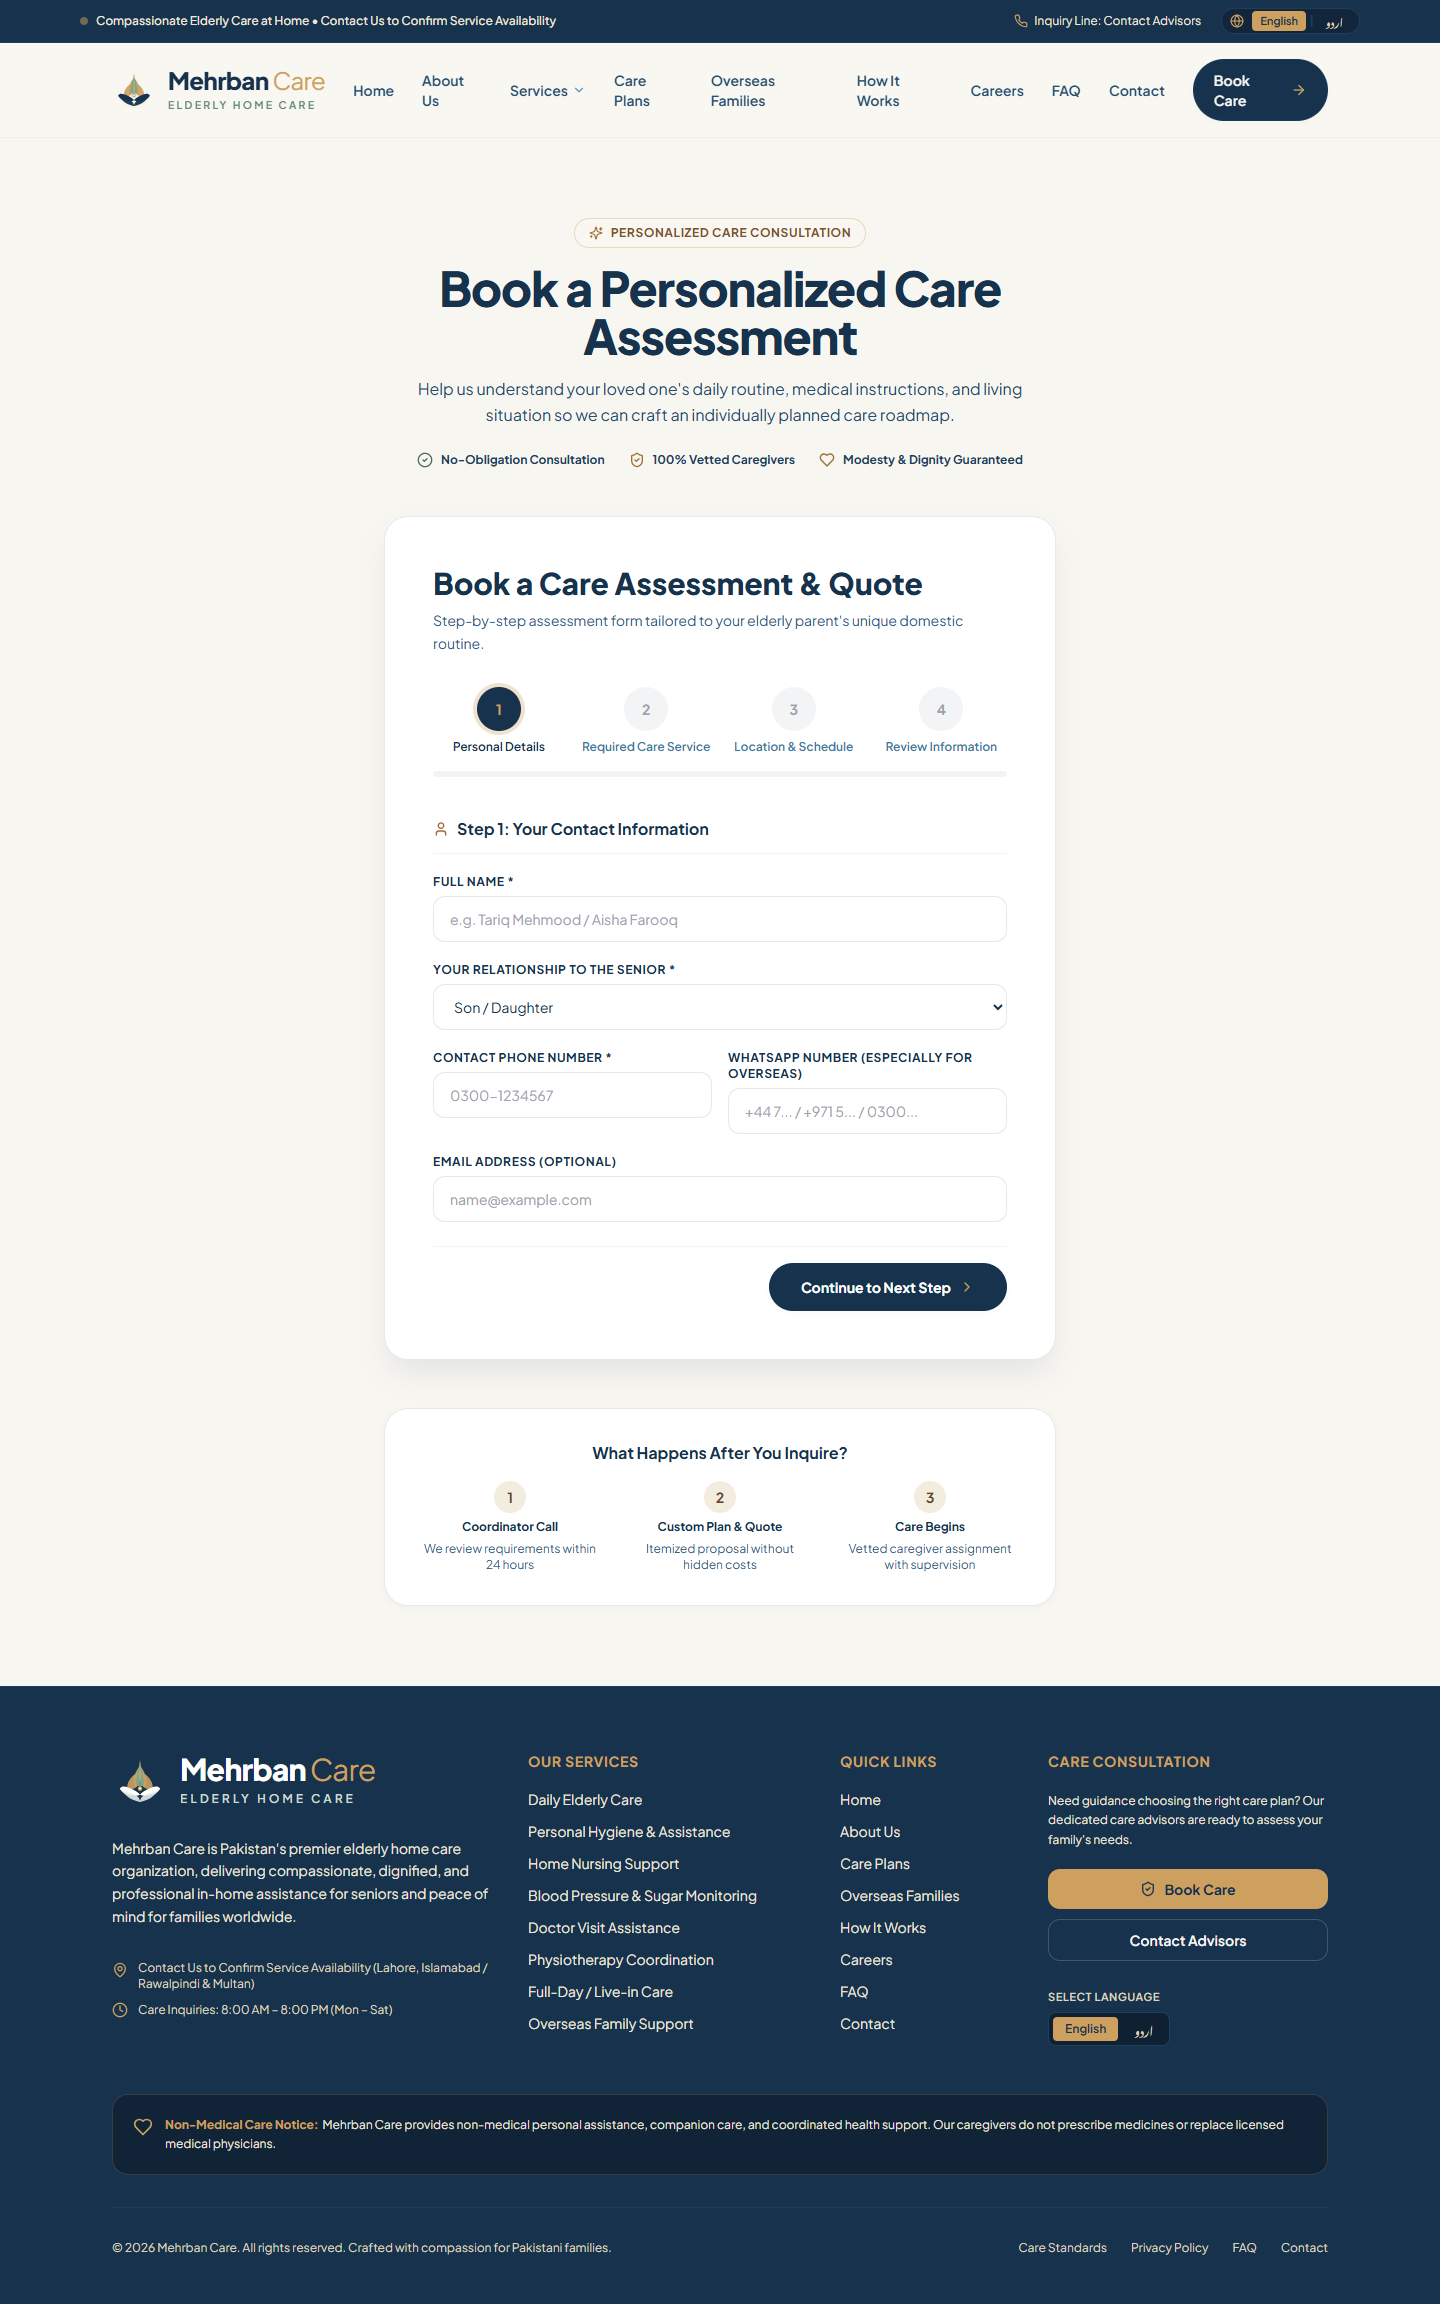 Compassionate Elderly Care at Home • Contact Us to Confirm Service Availability
Inquiry Line: Contact Advisors
English
اردو
Mehrban Care
ELDERLY HOME CARE
Home
About Us
Services
Care Plans
Overseas Families
How It Works
Careers
FAQ
Contact
Book Care
PERSONALIZED CARE CONSULTATION
Book a Personalized Care
Assessment
Help us understand your loved one's daily routine, medical instructions, and living
situation so we can craft an individually planned care roadmap.
No-Obligation Consultation
100% Vetted Caregivers
Modesty & Dignity Guaranteed
Book a Care Assessment & Quote
Step-by-step assessment form tailored to your elderly parent's unique domestic
routine.
1
Personal Details
2
Required Care Service
3
Location & Schedule
4
Review Information
Step 1: Your Contact Information
FULL NAME *
e.g. Tariq Mehmood / Aisha Farooq
YOUR RELATIONSHIP TO THE SENIOR *
Son / Daughter
CONTACT PHONE NUMBER *
0300-1234567
WHATSAPP NUMBER (ESPECIALLY FOR
OVERSEAS)
+44 7... / +971 5... / 0300...
EMAIL ADDRESS (OPTIONAL)
name@example.com
Continue to Next Step
What Happens After You Inquire?
1
Coordinator Call
We review requirements within
24 hours
2
Custom Plan & Quote
Itemized proposal without
hidden costs
3
Care Begins
Vetted caregiver assignment
with supervision
Mehrban Care
ELDERLY HOME CARE
Mehrban Care is Pakistan's premier elderly home care
organization, delivering compassionate, dignified, and
professional in-home assistance for seniors and peace of
mind for families worldwide.
Contact Us to Confirm Service Availability (Lahore, Islamabad /
Rawalpindi & Multan)
Care Inquiries: 8:00 AM – 8:00 PM (Mon – Sat)
OUR SERVICES
Daily Elderly Care
Personal Hygiene & Assistance
Home Nursing Support
Blood Pressure & Sugar Monitoring
Doctor Visit Assistance
Physiotherapy Coordination
Full-Day / Live-in Care
Overseas Family Support
QUICK LINKS
Home
About Us
Care Plans
Overseas Families
How It Works
Careers
FAQ
Contact
CARE CONSULTATION
Need guidance choosing the right care plan? Our
dedicated care advisors are ready to assess your
family's needs.
Book Care
Contact Advisors
SELECT LANGUAGE
English
اردو
Non-Medical Care Notice: Mehrban Care provides non-medical personal assistance, companion care, and coordinated health support. Our caregivers do not prescribe medicines or replace licensed
medical physicians.
© 2026 Mehrban Care. All rights reserved. Crafted with compassion for Pakistani families.
Care Standards
Privacy Policy
FAQ
Contact